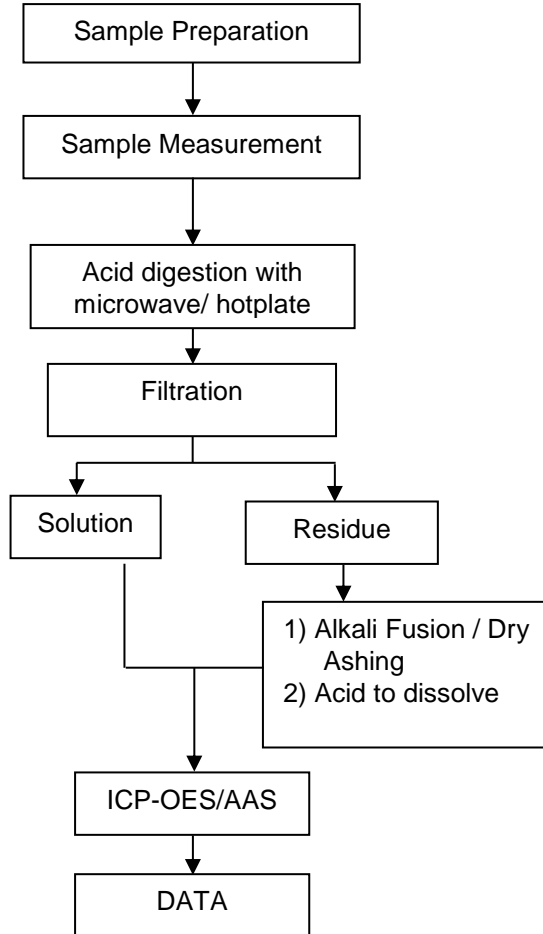 Sample Preparation
Sample Measurement
Acid digestion with
microwave/ hotplate
Filtration
Solution
Residue
1) Alkali Fusion / Dry
Ashing
2) Acid to dissolve
ICP-OES/AAS
DATA